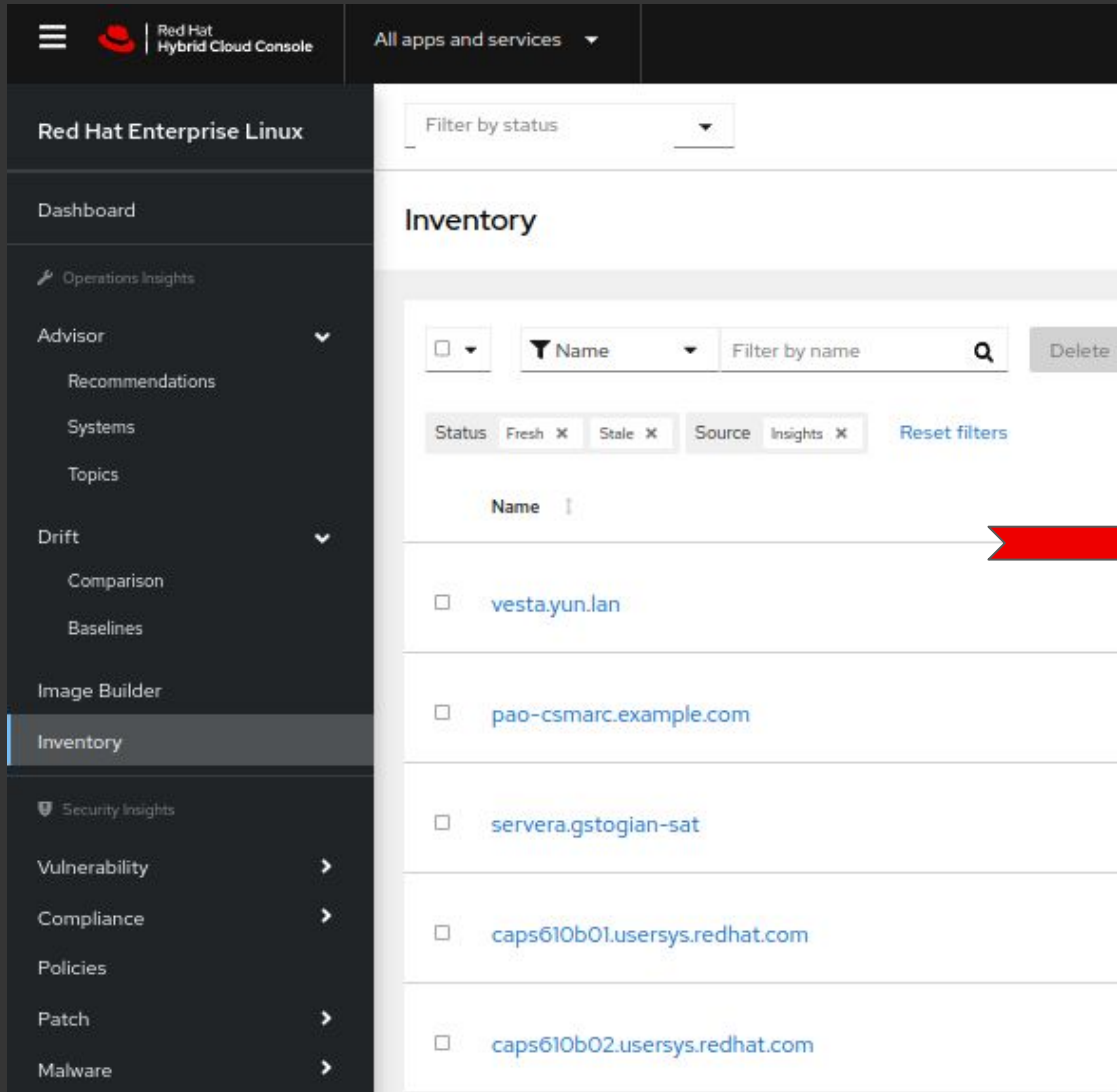 Red Hat
Hybrid Cloud Console
All apps and services
Red Hat Enterprise Linux
Dashboard
Operations Insights
Advisor
Recommendations
Systems
Topics
Drift
Comparison
Baselines
Image Builder
Inventory
Security Insights
Vulnerability
Compliance
Policies
Patch
Malware
Filter by status
Inventory
Name Filter by name Delete
Status Fresh Stale Source Insights Reset filters
Name
vesta.yun.lan
pao-csmarc.example.com
servera.gstogian-sat
caps610b01.usersys.redhat.com
caps610b02.usersys.redhat.com